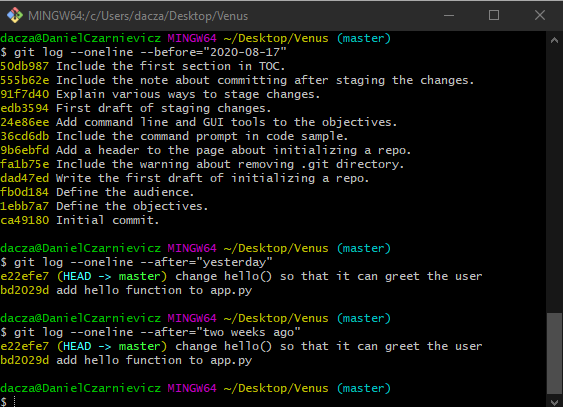 MINGW64:/c/Users/dacza/Desktop/Venus
dacza@DanielCzarnievicz MINGW64 ~/Desktop/Venus (master)
$ git log --oneline --before="2020-08-17"
50db987 Include the first section in TOC.
555b62e Include the note about committing after staging the changes.
91f7d40 Explain various ways to stage changes.
edb3594 First draft of staging changes.
24e86ee Add command line and GUI tools to the objectives.
36cd6db Include the command prompt in code sample.
9b6ebfd Add a header to the page about initializing a repo.
fa1b75e Include the warning about removing .git directory.
dad47ed Write the first draft of initializing a repo.
fb0d184 Define the audience.
1ebb7a7 Define the objectives.
ca49180 Initial commit.
dacza@DanielCzarnievicz MINGW64 ~/Desktop/Venus (master)
$ git log --oneline --after="yesterday"
e22efe7 (HEAD -> master) change hello() so that it can greet the user
bd2029d add hello function to app.py
dacza@DanielCzarnievicz MINGW64 ~/Desktop/Venus (master)
$ git log --oneline --after="two weeks ago"
e22efe7 (HEAD -> master) change hello() so that it can greet the user
bd2029d add hello function to app.py
dacza@DanielCzarnievicz MINGW64 ~/Desktop/Venus (master)
$